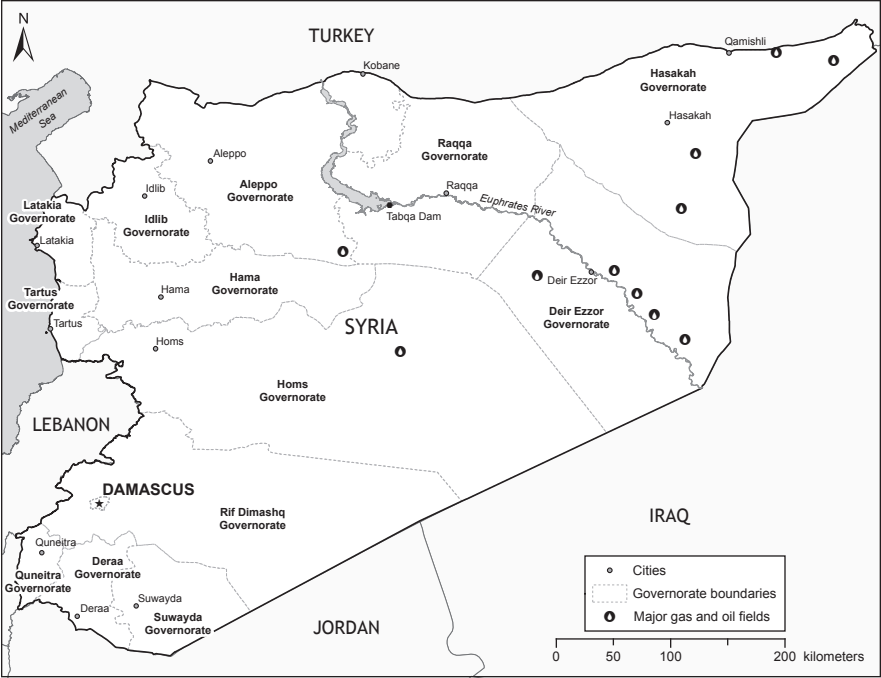 N
TURKEY
Qamishli
Kobane
Hasakah
Governorate
Mediterranean
Sea
Hasakah
Raqqa
Governorate
Aleppo
Aleppo
Governorate
Idlib
Raqqa
Latakia
Governorate
Idlib
Governorate
Euphrates River
Tabqa Dam
Latakia
Hama
Governorate
Deir Ezzor
Tartus
Governorate
Hama
Deir Ezzor
Governorate
Tartus
SYRIA
Homs
Homs
Governorate
LEBANON
DAMASCUS
Rif Dimashq
Governorate
IRAQ
Quneitra
Deraa
Governorate
Quneitra
Governorate
Suwayda
Deraa
Suwayda
Governorate
JORDAN
Cities
Governorate boundaries
Major gas and oil fields
0 50 100 200 kilometers